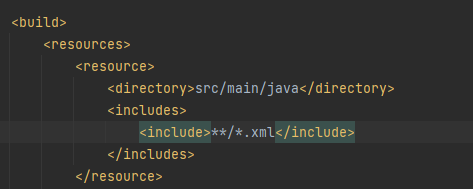 <build>
<resources>
<resource>
<directory>src/main/java</directory>
<includes>
<include>**/*.xml</include>
</includes>
</resource>